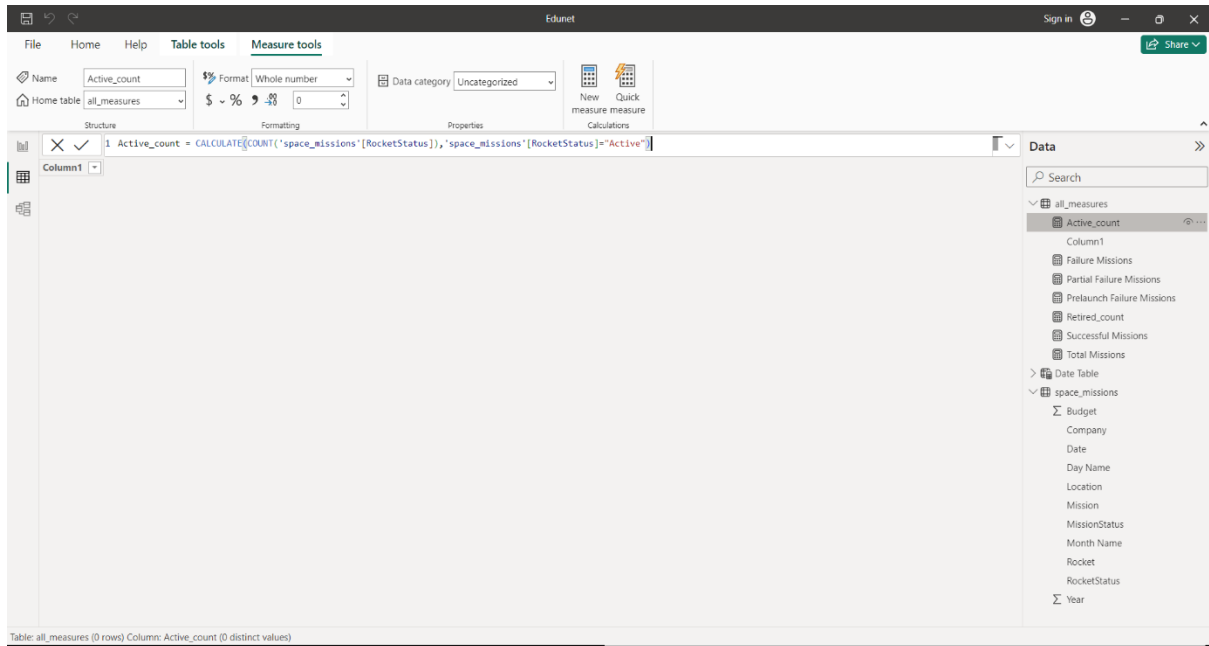 Edunet
Sign in
File Home Help Table tools Measure tools
Share
Name Active_count
$% Format Whole number
Data category Uncategorized
New measure
Quick measure
Home table all_measures
$ % 9 .00 0
Structure
Formatting
Properties
Calculations
1 Active_count = CALCULATE(COUNT('space_missions'[RocketStatus]),'space_missions'[RocketStatus]="Active")
Column1
Data
Search
all_measures
Active_count
Column1
Failure Missions
Partial Failure Missions
Prelaunch Failure Missions
Retired_count
Successful Missions
Total Missions
Date Table
space_missions
Σ Budget
Company
Date
Day Name
Location
Mission
MissionStatus
Month Name
Rocket
RocketStatus
Σ Year
Table: all_measures (0 rows) Column: Active_count (0 distinct values)